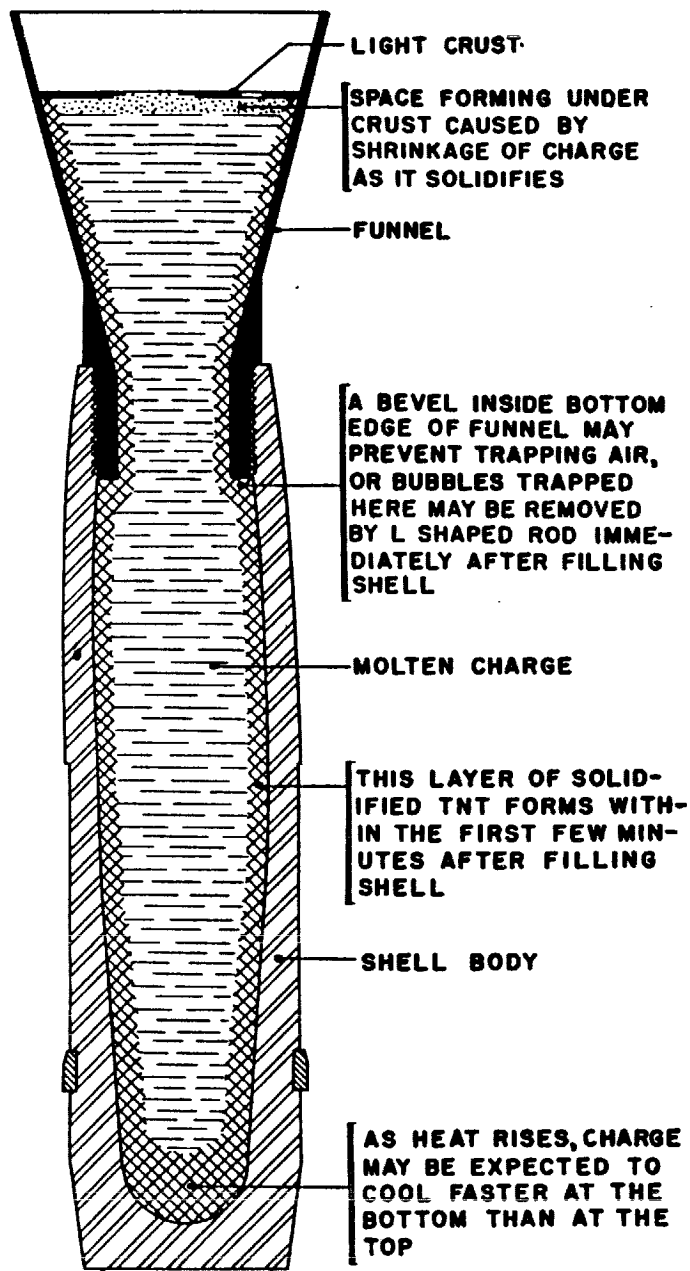 LIGHT CRUST
SPACE FORMING UNDER
CRUST CAUSED BY
SHRINKAGE OF CHARGE
AS IT SOLIDIFIES
FUNNEL
A BEVEL INSIDE BOTTOM
EDGE OF FUNNEL MAY
PREVENT TRAPPING AIR,
OR BUBBLES TRAPPED
HERE MAY BE REMOVED
BY L SHAPED ROD IMME-
DIATELY AFTER FILLING
SHELL
MOLTEN CHARGE
THIS LAYER OF SOLID-
IFIED TNT FORMS WITH-
IN THE FIRST FEW MIN-
UTES AFTER FILLING
SHELL
SHELL BODY
AS HEAT RISES, CHARGE
MAY BE EXPECTED TO
COOL FASTER AT THE
BOTTOM THAN AT THE
TOP